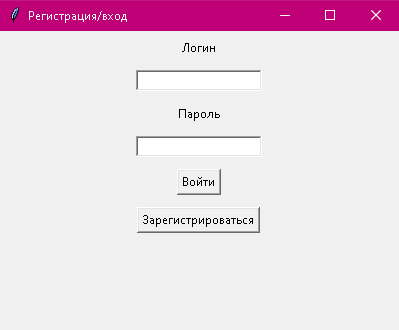 Регистрация/вход
Логин
Пароль
Войти
Зарегистрироваться